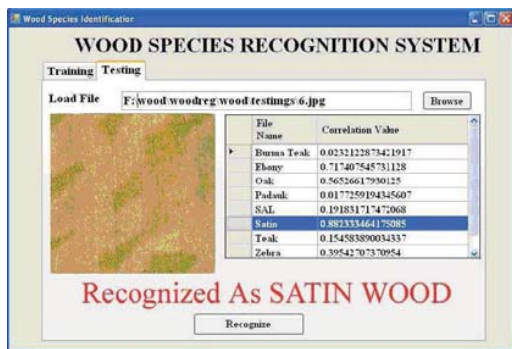 Wood Species Identification
WOOD SPECIES RECOGNITION SYSTEM
Training Testing
Load File F:\wood\woodreg\wood\testimgs\6.jpg Browse
File Name Correlation Value
Burma Teak 0.0232122873421917
Ebony 0.717407545731128
Oak 0.56526617930125
Padauk 0.0177259194345607
SAL 0.191831717472068
Satin 0.882333464175085
Teak 0.154583890034337
Zebra 0.39542707370954
Recognized As SATIN WOOD
Recognize